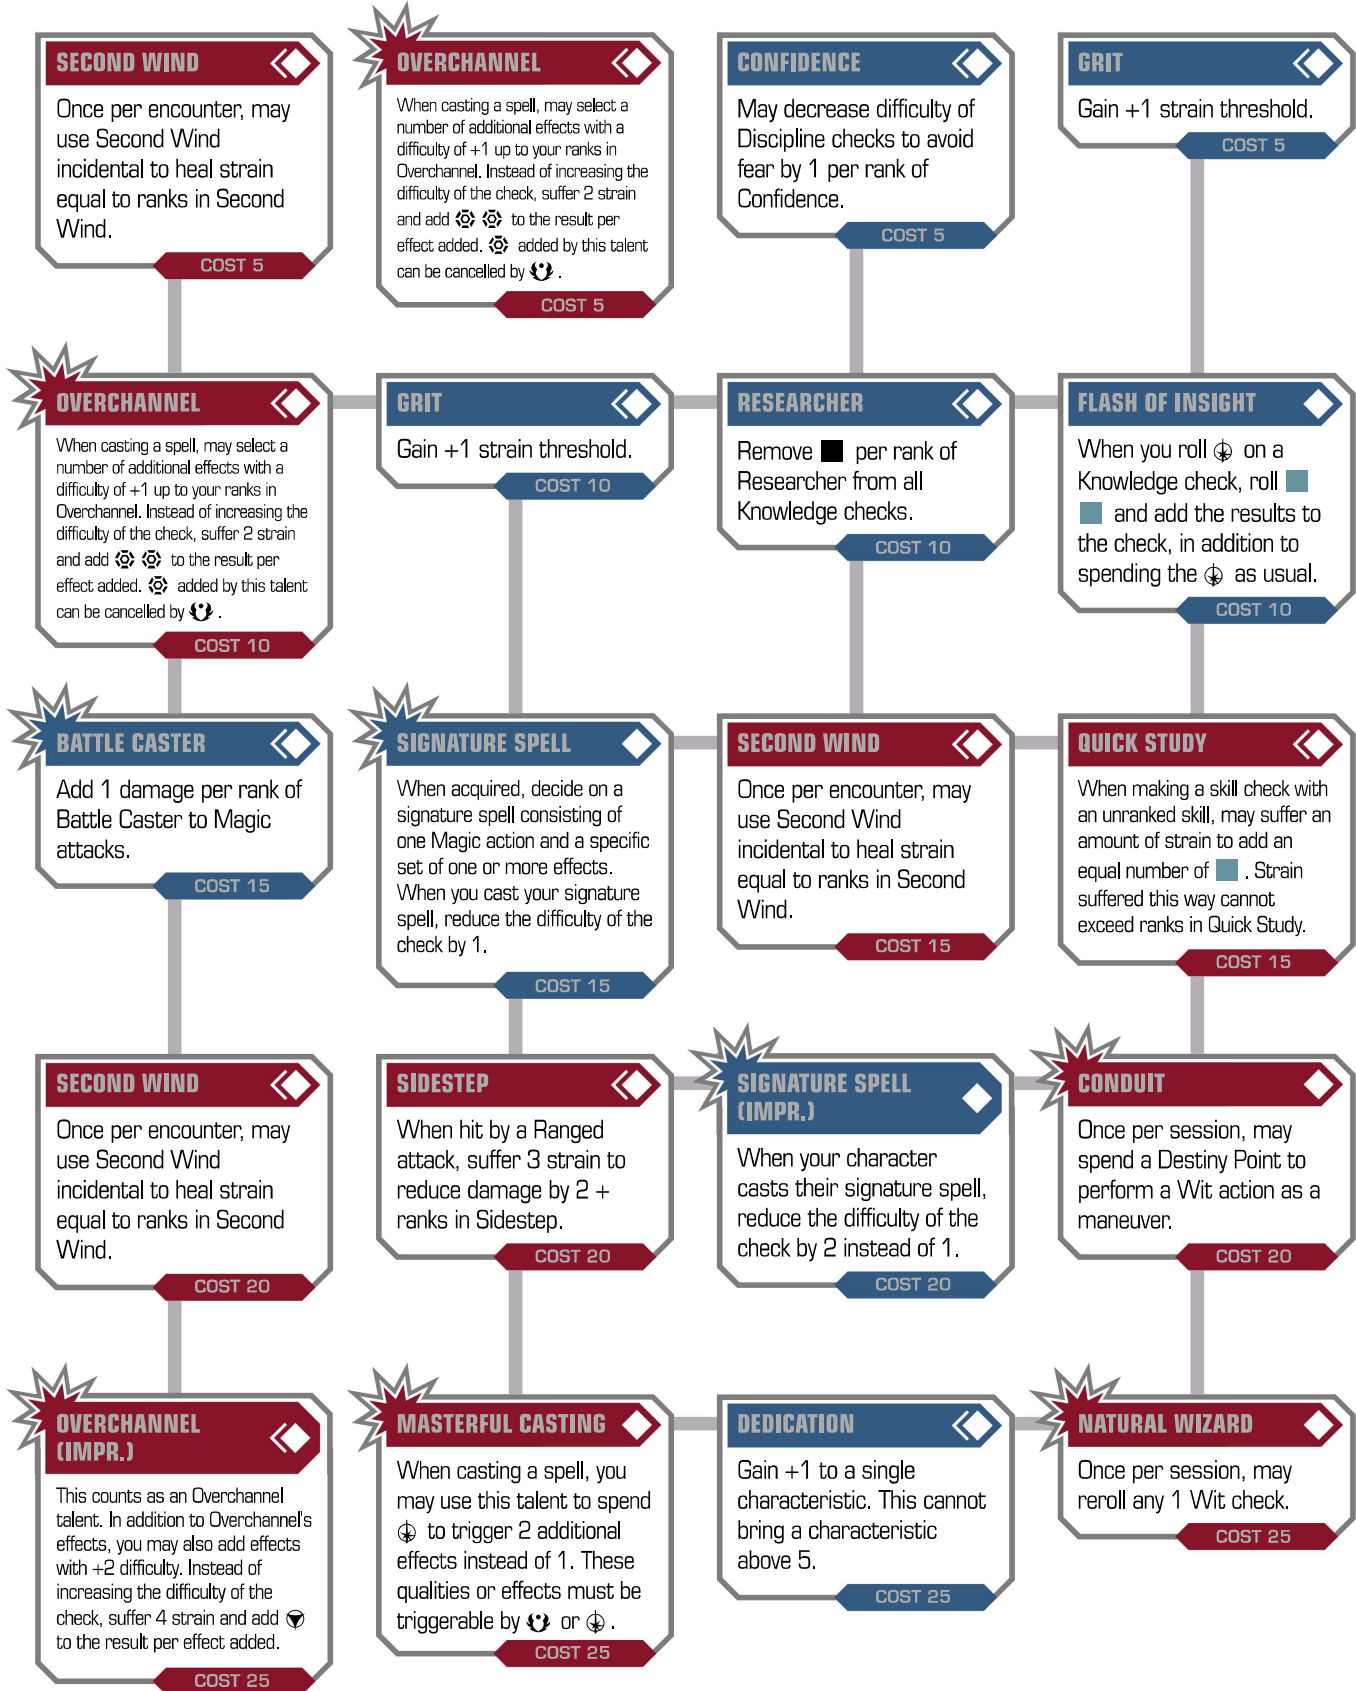 SECOND WIND
Once per encounter, may
use Second Wind
incidental to heal strain
equal to ranks in Second
Wind.
COST 5
OVERCHANNEL
When casting a spell, may select a
number of additional effects with a
difficulty of +1 up to your ranks in
Overchannel. Instead of increasing the
difficulty of the check, suffer 2 strain
and add to the result per
effect added. added by this talent
can be cancelled by .
COST 5
CONFIDENCE
May decrease difficulty of
Discipline checks to avoid
fear by 1 per rank of
Confidence.
COST 5
GRIT
Gain +1 strain threshold.
COST 5
OVERCHANNEL
When casting a spell, may select a
number of additional effects with a
difficulty of +1 up to your ranks in
Overchannel. Instead of increasing the
difficulty of the check, suffer 2 strain
and add to the result per
effect added. added by this talent
can be cancelled by .
COST 10
GRIT
Gain +1 strain threshold.
COST 10
RESEARCHER
Remove per rank of
Researcher from all
Knowledge checks.
COST 10
FLASH OF INSIGHT
When you roll on a
Knowledge check, roll
and add the results to
the check, in addition to
spending the as usual.
COST 10
BATTLE CASTER
Add 1 damage per rank of
Battle Caster to Magic
attacks.
COST 15
SIGNATURE SPELL
When acquired, decide on a
signature spell consisting of
one Magic action and a specific
set of one or more effects.
When you cast your signature
spell, reduce the difficulty of the
check by 1.
COST 15
SECOND WIND
Once per encounter, may
use Second Wind
incidental to heal strain
equal to ranks in Second
Wind.
COST 15
QUICK STUDY
When making a skill check with
an unranked skill, may suffer an
amount of strain to add an
equal number of . Strain
suffered this way cannot
exceed ranks in Quick Study.
COST 15
SECOND WIND
Once per encounter, may
use Second Wind
incidental to heal strain
equal to ranks in Second
Wind.
COST 20
SIDESTEP
When hit by a Ranged
attack, suffer 3 strain to
reduce damage by 2 +
ranks in Sidestep.
COST 20
SIGNATURE SPELL
(IMPR.)
When your character
casts their signature spell,
reduce the difficulty of the
check by 2 instead of 1.
COST 20
CONDUIT
Once per session, may
spend a Destiny Point to
perform a Wit action as a
maneuver.
COST 20
OVERCHANNEL
(IMPR.)
This counts as an Overchannel
talent. In addition to Overchannel's
effects, you may also add effects
with +2 difficulty. Instead of
increasing the difficulty of the
check, suffer 4 strain and add
to the result per effect added.
COST 25
MASTERFUL CASTING
When casting a spell, you
may use this talent to spend
to trigger 2 additional
effects instead of 1. These
qualities or effects must be
triggerable by or .
COST 25
DEDICATION
Gain +1 to a single
characteristic. This cannot
bring a characteristic
above 5.
COST 25
NATURAL WIZARD
Once per session, may
reroll any 1 Wit check.
COST 25